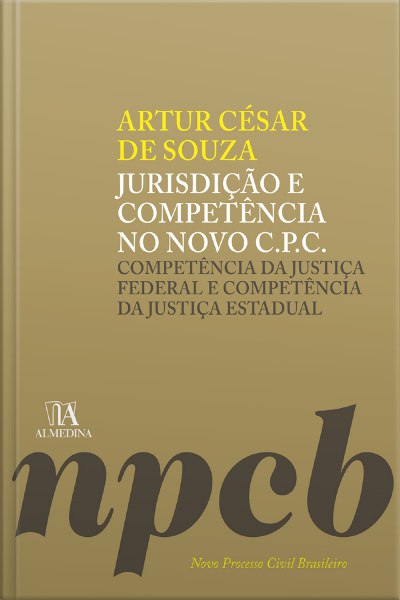 ARTUR CÉSAR
DE SOUZA
JURISDIÇÃO E
COMPETÊNCIA
NO NOVO C.P.C.
COMPETÊNCIA DA JUSTIÇA
FEDERAL E COMPETÊNCIA
DA JUSTIÇA ESTADUAL
ALMEDINA
npcb
Novo Processo Civil Brasileiro